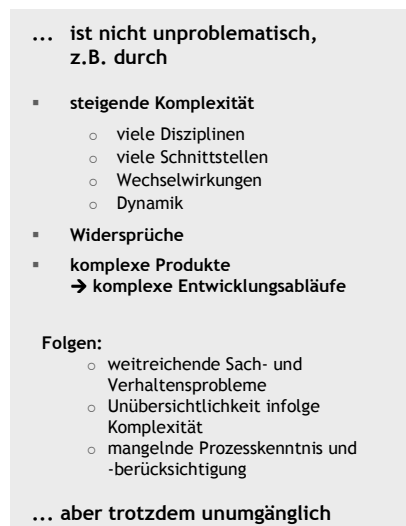 ... ist nicht unproblematisch,
z.B. durch
▪ steigende Komplexität
○ viele Disziplinen
○ viele Schnittstellen
○ Wechselwirkungen
○ Dynamik
▪ Widersprüche
▪ komplexe Produkte
➔ komplexe Entwicklungsabläufe
Folgen:
○ weitreichende Sach- und
Verhaltensprobleme
○ Unübersichtlichkeit infolge
Komplexität
○ mangelnde Prozesskenntnis und
-berücksichtigung
... aber trotzdem unumgänglich